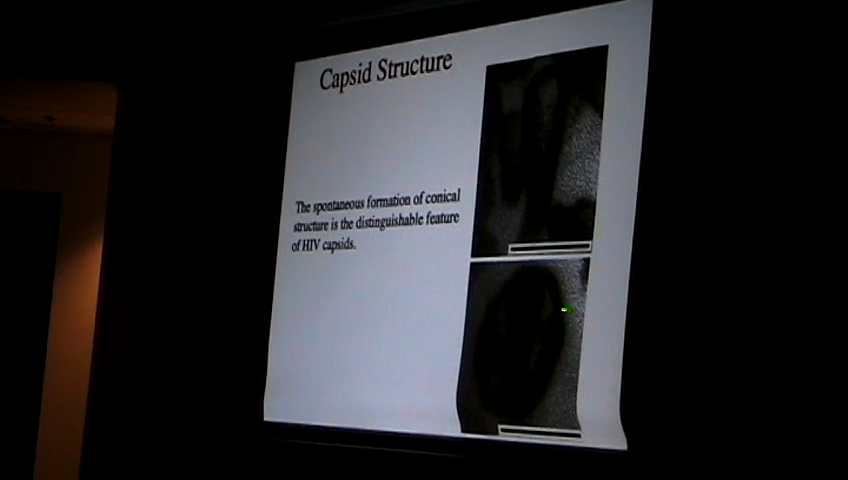 Capsid Structure
The spontaneous formation of conical
structure is the distinguishable feature
of HIV capsids.